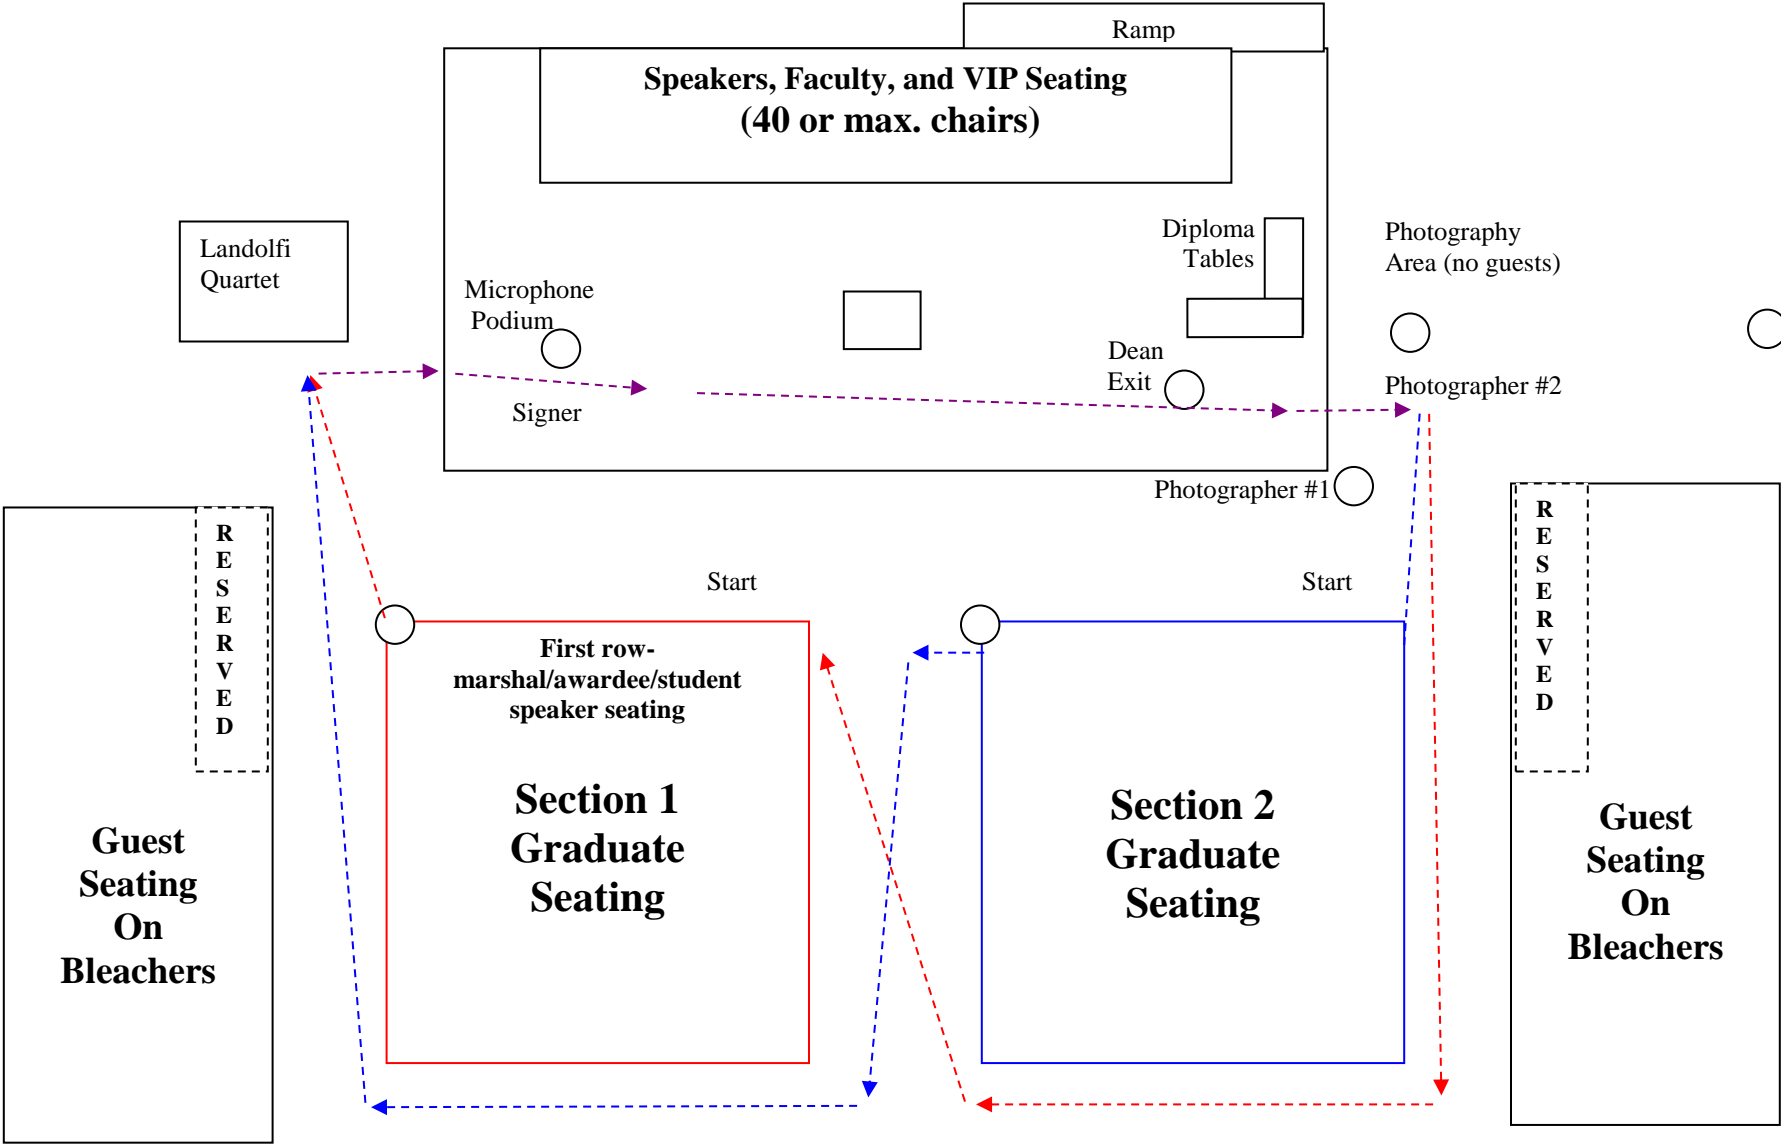 Ramp
Speakers, Faculty, and VIP Seating
(40 or max. chairs)
Landolfi
Quartet
Microphone
Podium
Signer
Diploma
Tables
Dean
Exit
Photography
Area (no guests)
Photographer #2
Photographer #1
R
E
S
E
R
V
E
D
Guest
Seating
On
Bleachers
Start
First row-
marshal/awardee/student
speaker seating
Section 1
Graduate
Seating
Start
Section 2
Graduate
Seating
R
E
S
E
R
V
E
D
Guest
Seating
On
Bleachers